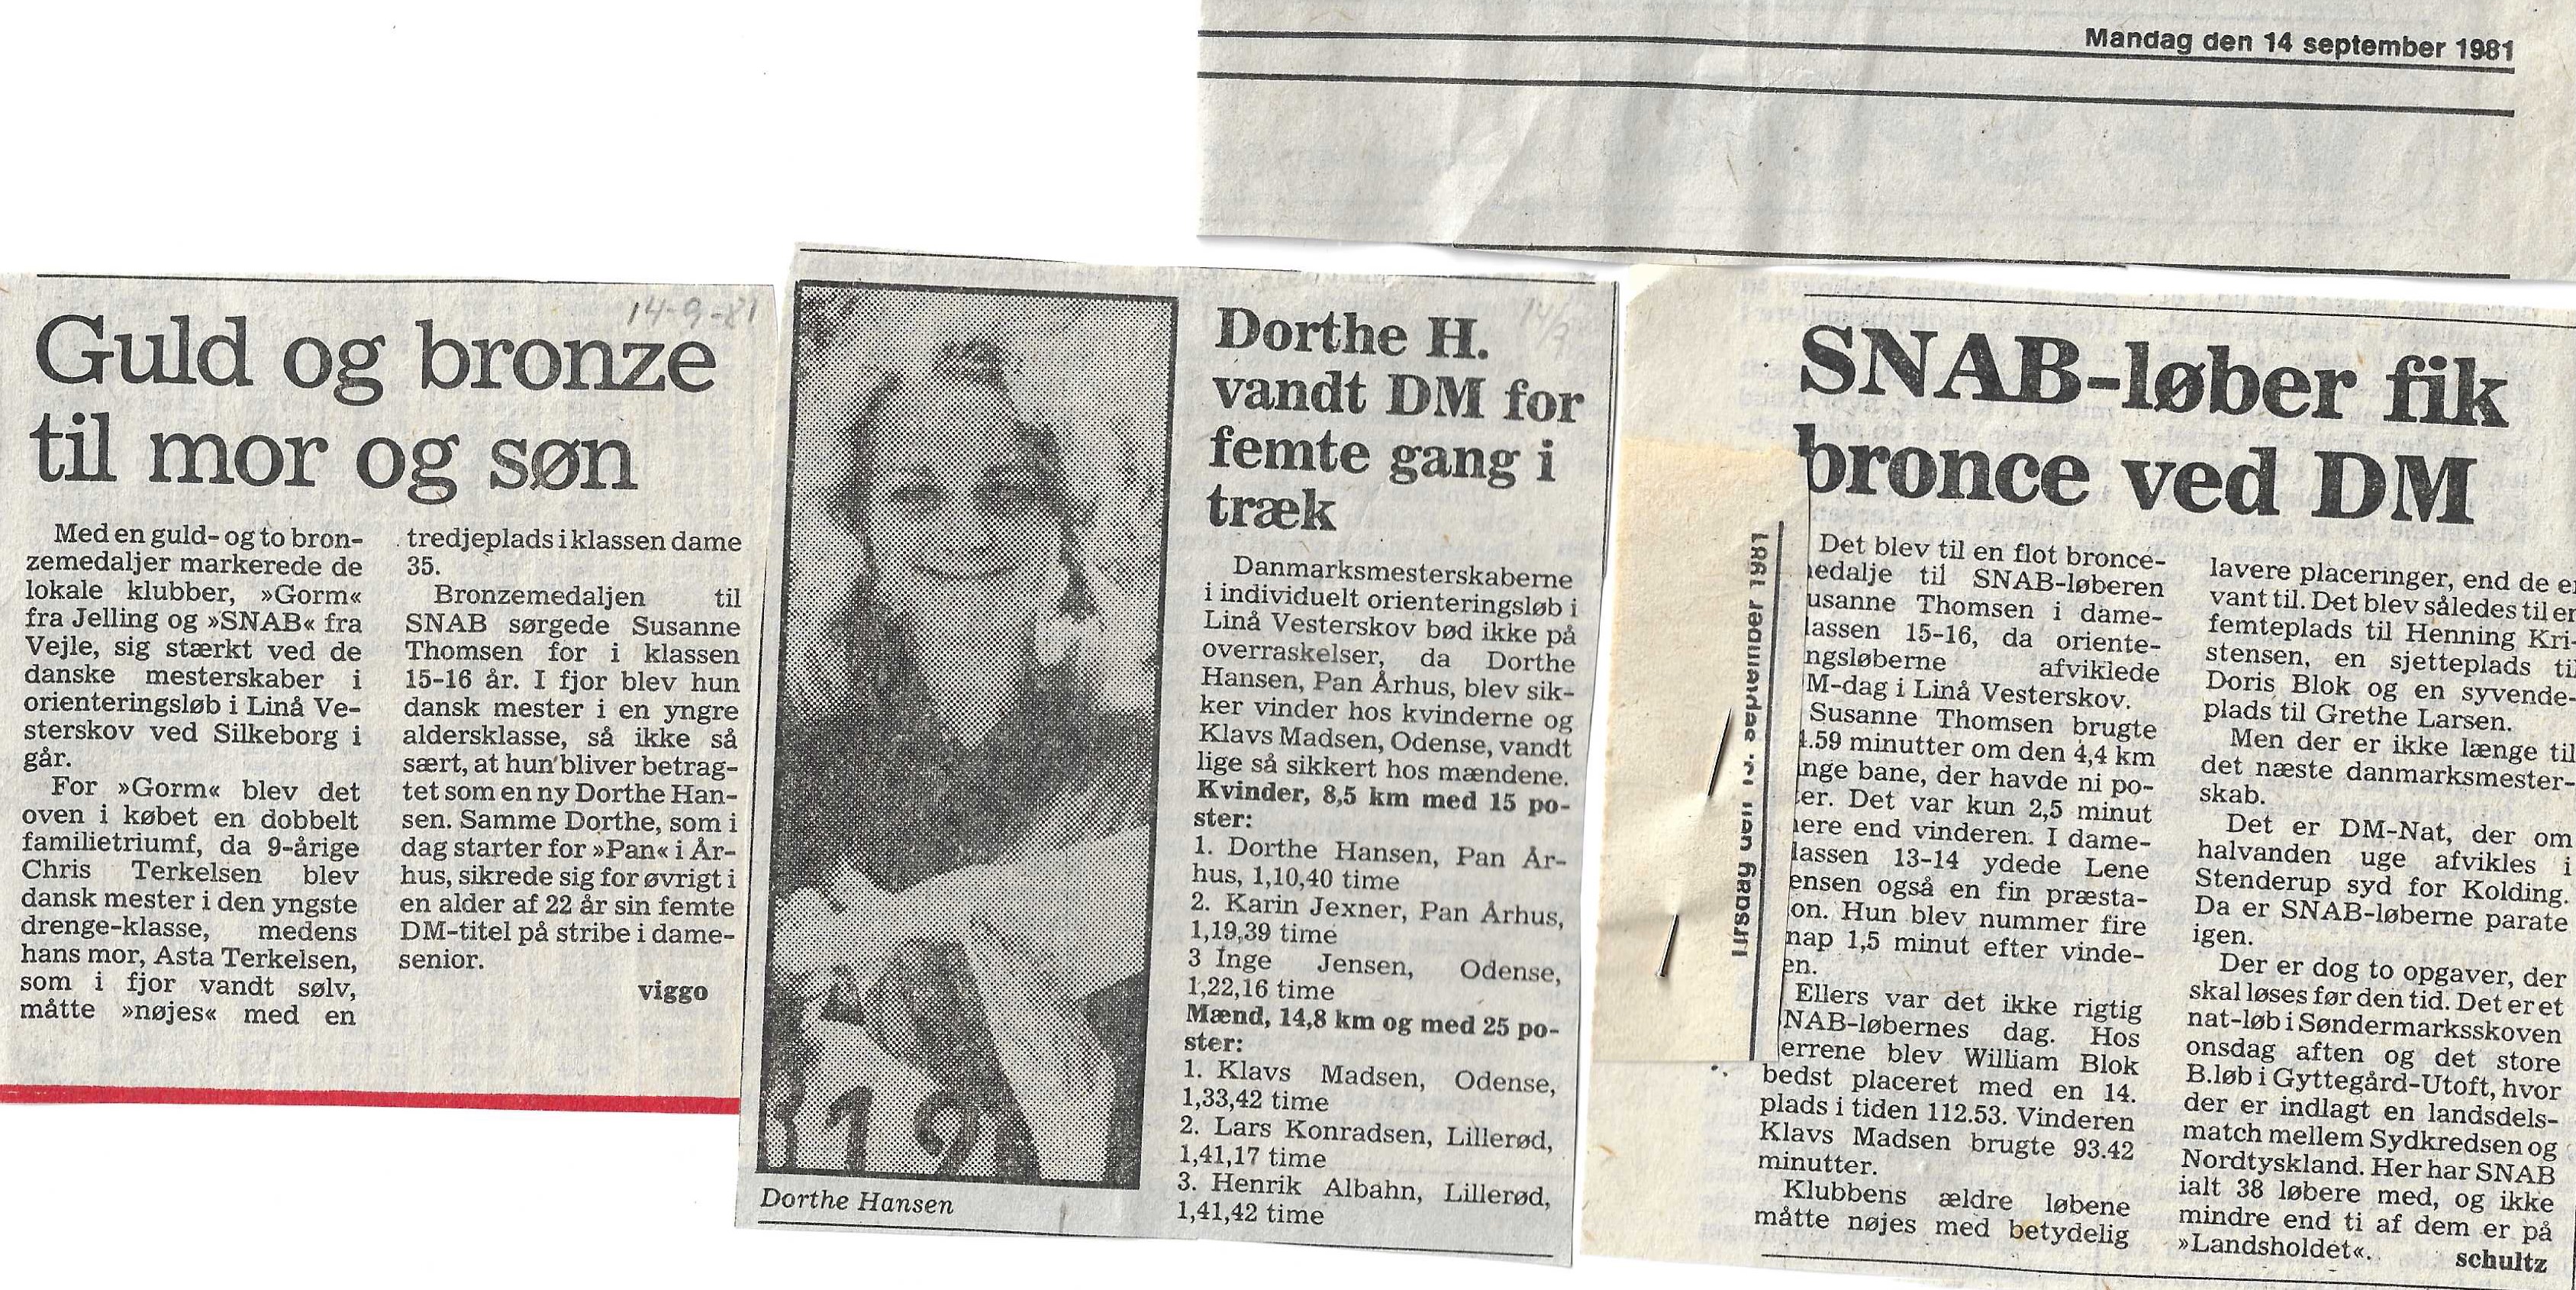 Mandag den 14 september 1981
14-9-81
Guld og bronze
til mor og søn
Med en guld- og to bron-
zemedaljer markerede de
lokale klubber, »Gorm«
fra Jelling og »SNAB« fra
Vejle, sig stærkt ved de
danske mesterskaber i
orienteringsløb i Linå Ve-
sterskov ved Silkeborg i
går.
For »Gorm« blev det
oven i købet en dobbelt
familietriumf, da 9-årige
Chris Terkelsen blev
dansk mester i den yngste
drenge-klasse, medens
hans mor, Asta Terkelsen,
som i fjor vandt sølv,
måtte »nøjes« med en
tredjeplads i klassen dame
35.
Bronzemedaljen til
SNAB sørgede Susanne
Thomsen for i klassen
15-16 år. I fjor blev hun
dansk mester i en yngre
aldersklasse, så ikke så
sært, at hun bliver betrag-
tet som en ny Dorthe Han-
sen. Samme Dorthe, som i
dag starter for »Pan« i År-
hus, sikrede sig for øvrigt i
en alder af 22 år sin femte
DM-titel på stribe i dame-
senior.
viggo
119
Dorthe Hansen
Dorthe H.
vandt DM for
femte gang i
træk
Danmarksmesterskaberne
i individuelt orienteringsløb i
Linå Vesterskov bød ikke på
overraskelser, da Dorthe
Hansen, Pan Århus, blev sik-
ker vinder hos kvinderne og
Klavs Madsen, Odense, vandt
lige så sikkert hos mændene.
Kvinder, 8,5 km med 15 po-
ster:
1. Dorthe Hansen, Pan År-
hus, 1,10,40 time
2. Karin Jexner, Pan Århus,
1,19,39 time
3 Inge Jensen, Odense,
1,22,16 time
Mænd, 14,8 km og med 25 po-
ster:
1. Klavs Madsen, Odense,
1,33,42 time
2. Lars Konradsen, Lillerød,
1,41,17 time
3. Henrik Albahn, Lillerød,
1,41,42 time
Tirsdag den 15. september 1981
SNAB-løber fik
bronce ved DM
Det blev til en flot bronce-
edalje til SNAB-løberen
usanne Thomsen i dame-
lassen 15-16, da oriente-
ngsløberne afviklede
M-dag i Linå Vesterskov.
Susanne Thomsen brugte
.59 minutter om den 4,4 km
nge bane, der havde ni po-
er. Det var kun 2,5 minut
ere end vinderen. I dame-
lassen 13-14 ydede Lene
ensen også en fin præsta-
on. Hun blev nummer fire
nap 1,5 minut efter vinde-
en.
Ellers var det ikke rigtig
NAB-løbernes dag. Hos
errene blev William Blok
bedst placeret med en 14.
plads i tiden 112.53. Vinderen
Klavs Madsen brugte 93.42
minutter.
Klubbens ældre løbene
måtte nøjes med betydelig
lavere placeringer, end de e
vant til. Det blev således til en
femteplads til Henning Kri-
stensen, en sjetteplads til
Doris Blok og en syvende-
plads til Grethe Larsen.
Men der er ikke længe til
det næste danmarksmester-
skab.
Det er DM-Nat, der om
halvanden uge afvikles i
Stenderup syd for Kolding.
Da er SNAB-løberne parate
igen.
Der er dog to opgaver, der
skal løses før den tid. Det er et
nat-løb i Søndermarksskoven
onsdag aften og det store
B.løb i Gyttegård-Utoft, hvor
der er indlagt en landsdels-
match mellem Sydkredsen og
Nordtyskland. Her har SNAB
ialt 38 løbere med, og ikke
mindre end ti af dem er på
»Landsholdet«.
schultz